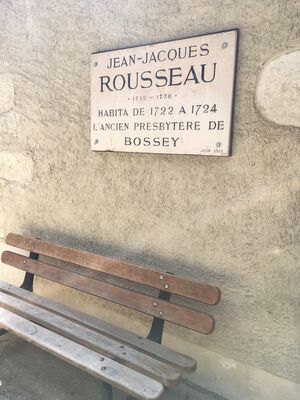 JEAN-JACQUES
ROUSSEAU
-1712-1778-
HABITA DE 1722 A 1724
L'ANCIEN PRESBYTERE DE
BOSSEY